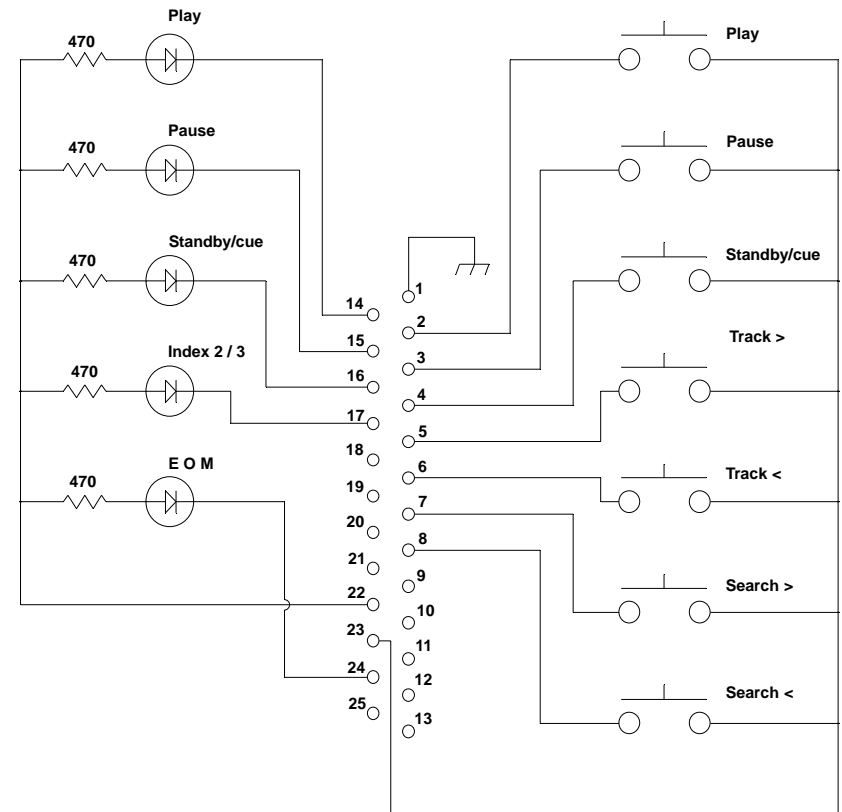 Play
470
Pause
470
Standby/cue
470
Index 2 / 3
470
E O M
470
14
15
16
17
18
19
20
21
22
23
24
25
1
2
3
4
5
6
7
8
9
10
11
12
13
Play
Pause
Standby/cue
Track >
Track <
Search >
Search <